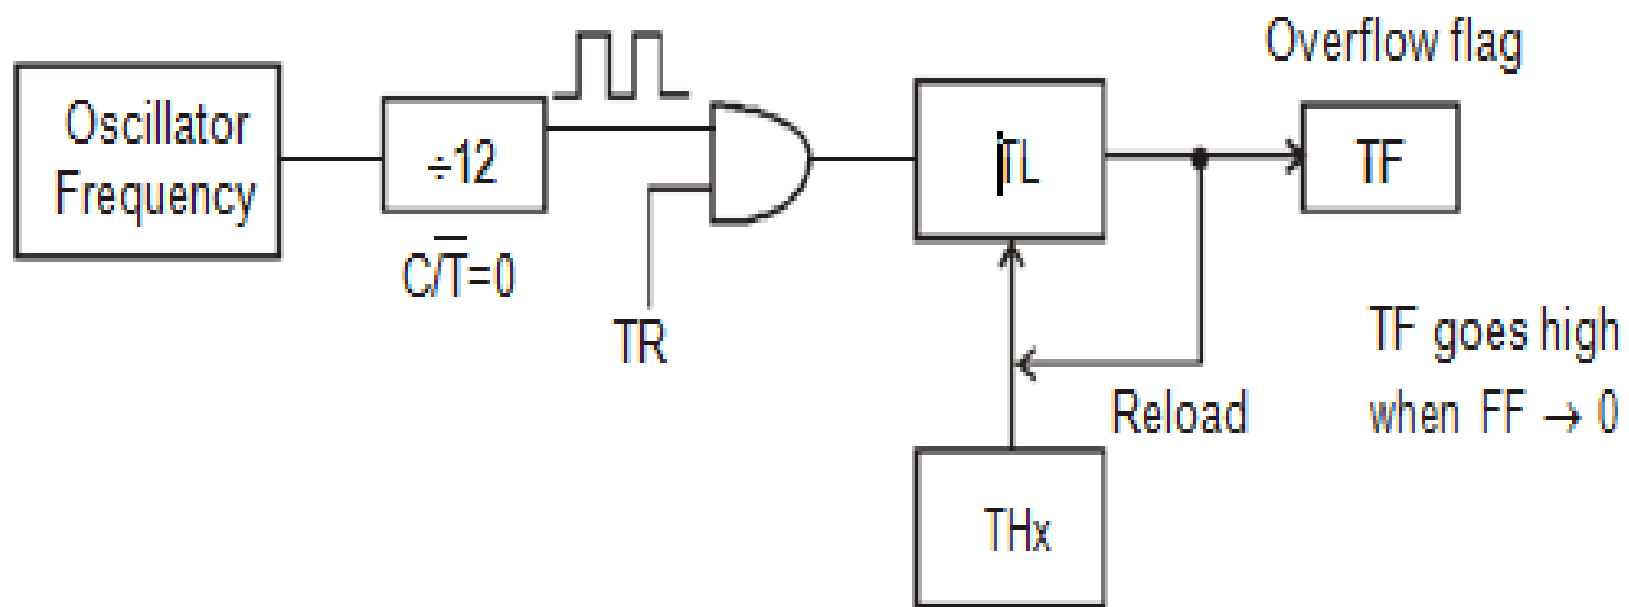 Overflow flag
Oscillator
Frequency
÷12
TL
TF
C/T̅=0
TR
TF goes high
when FF → 0
Reload
THx